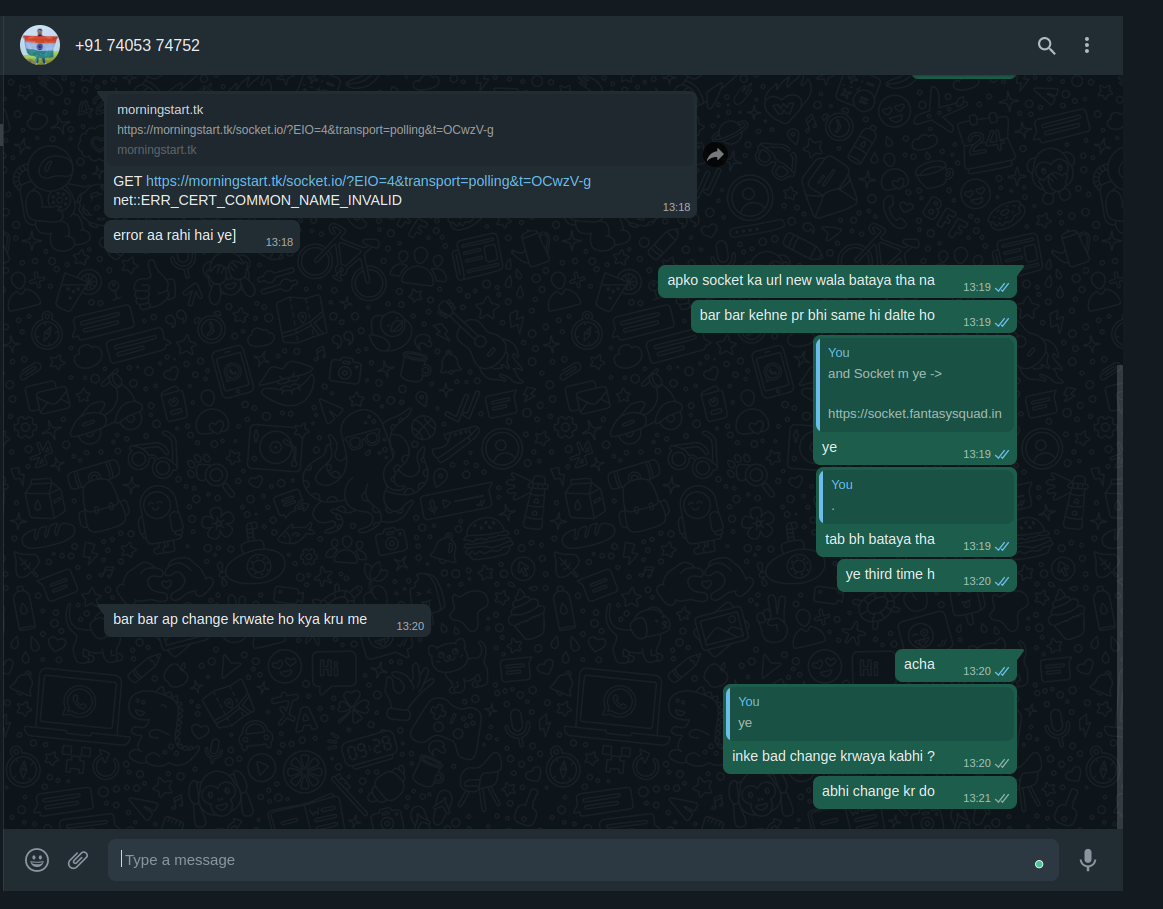 +91 74053 74752
morningstart.tk
https://morningstart.tk/socket.io/?EIO=4&transport=polling&t=OCwzV-g
morningstart.tk
GET https://morningstart.tk/socket.io/?EIO=4&transport=polling&t=OCwzV-g
net::ERR_CERT_COMMON_NAME_INVALID
13:18
error aa rahi hai ye]
13:18
apko socket ka url new wala bataya tha na
13:19
bar bar kehne pr bhi same hi dalte ho
13:19
You
and Socket m ye ->
https://socket.fantasysquad.in
ye
13:19
You
.
tab bh bataya tha
13:19
ye third time h
13:20
bar bar ap change krwate ho kya kru me
13:20
acha
13:20
You
ye
inke bad change krwaya kabhi ?
13:20
abhi change kr do
13:21
Type a message